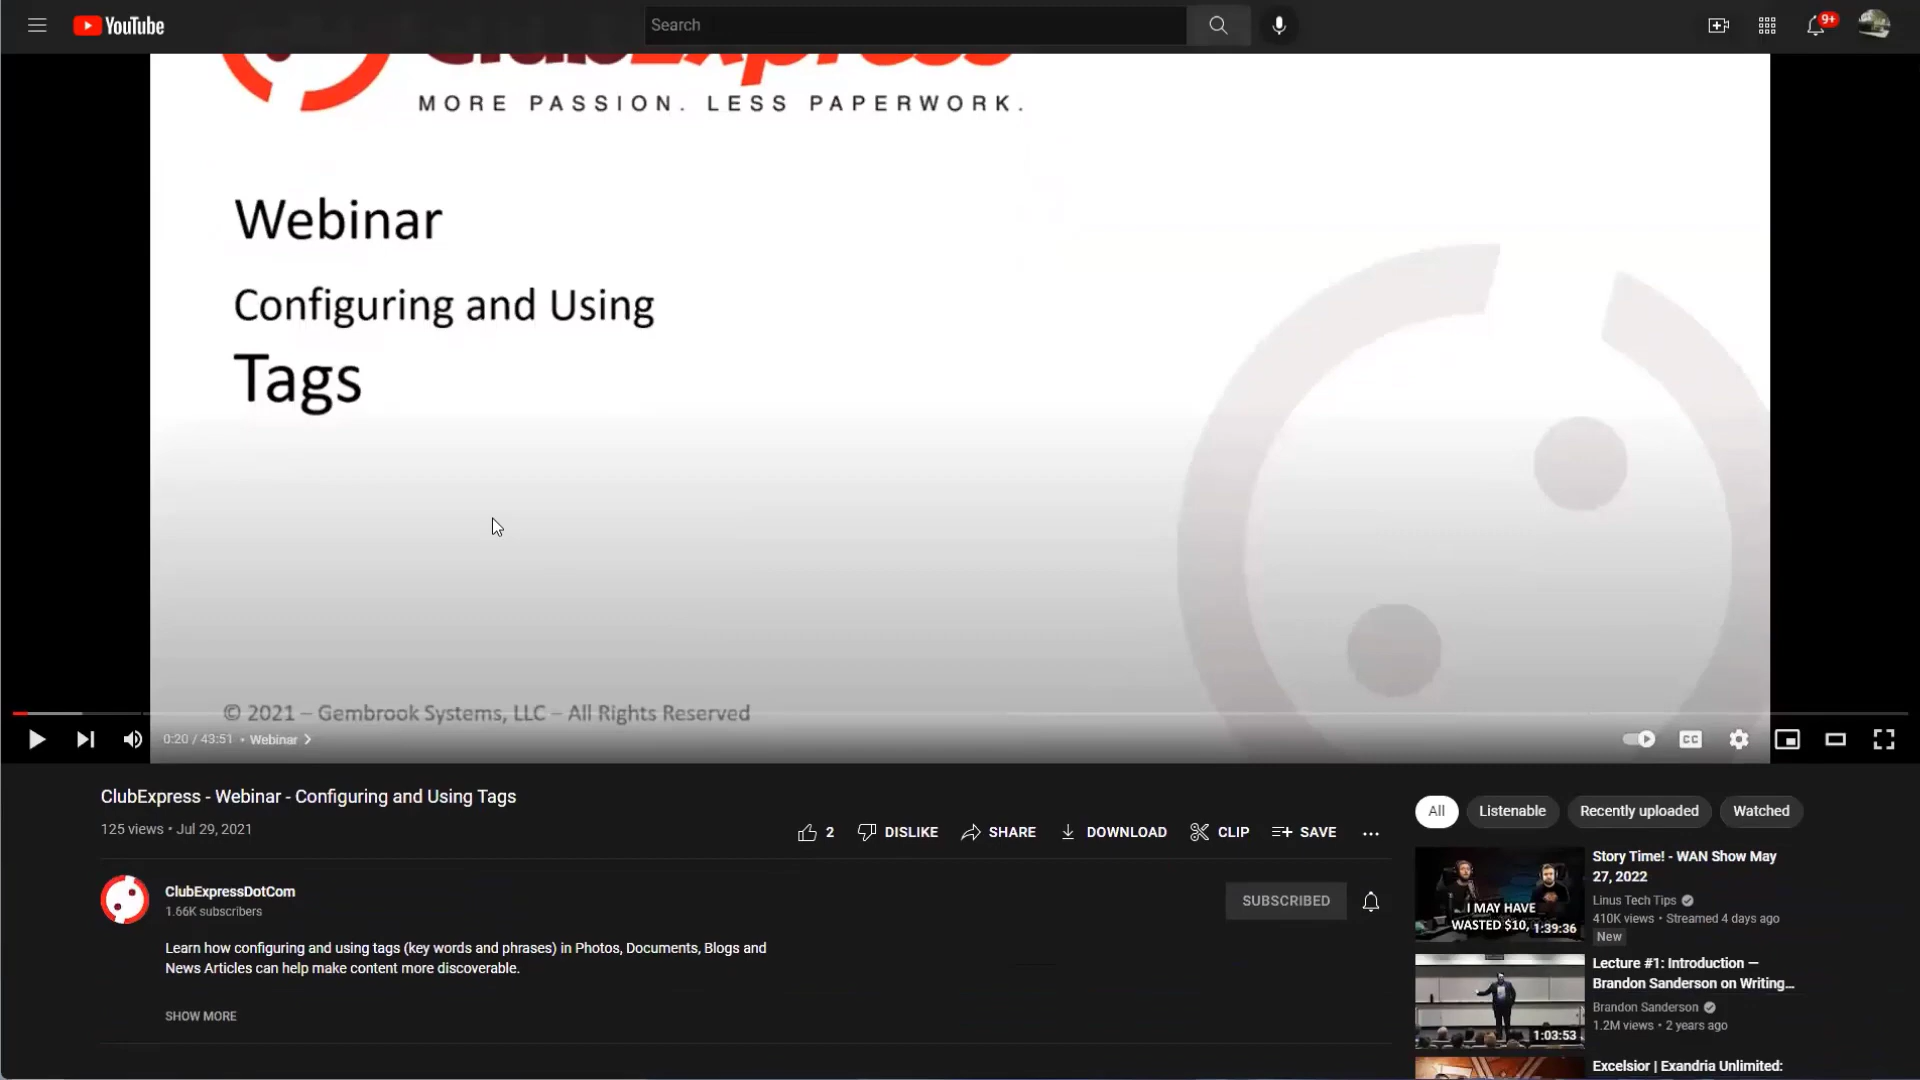 YouTube
Search
9+
ClubExpress
MORE PASSION. LESS PAPERWORK.
Webinar
Configuring and Using
Tags
© 2021 – Gembrook Systems, LLC – All Rights Reserved
0:20 / 43:51 • Webinar
CC
ClubExpress - Webinar - Configuring and Using Tags
125 views • Jul 29, 2021
2
DISLIKE
SHARE
DOWNLOAD
CLIP
SAVE
ClubExpressDotCom
1.66K subscribers
SUBSCRIBED
Learn how configuring and using tags (key words and phrases) in Photos, Documents, Blogs and
News Articles can help make content more discoverable.
SHOW MORE
All
Listenable
Recently uploaded
Watched
I MAY HAVE
WASTED $10,
1:39:36
Story Time! - WAN Show May
27, 2022
Linus Tech Tips
410K views • Streamed 4 days ago
New
1:03:53
Lecture #1: Introduction —
Brandon Sanderson on Writing...
Brandon Sanderson
1.2M views • 2 years ago
Excelsior | Exandria Unlimited: